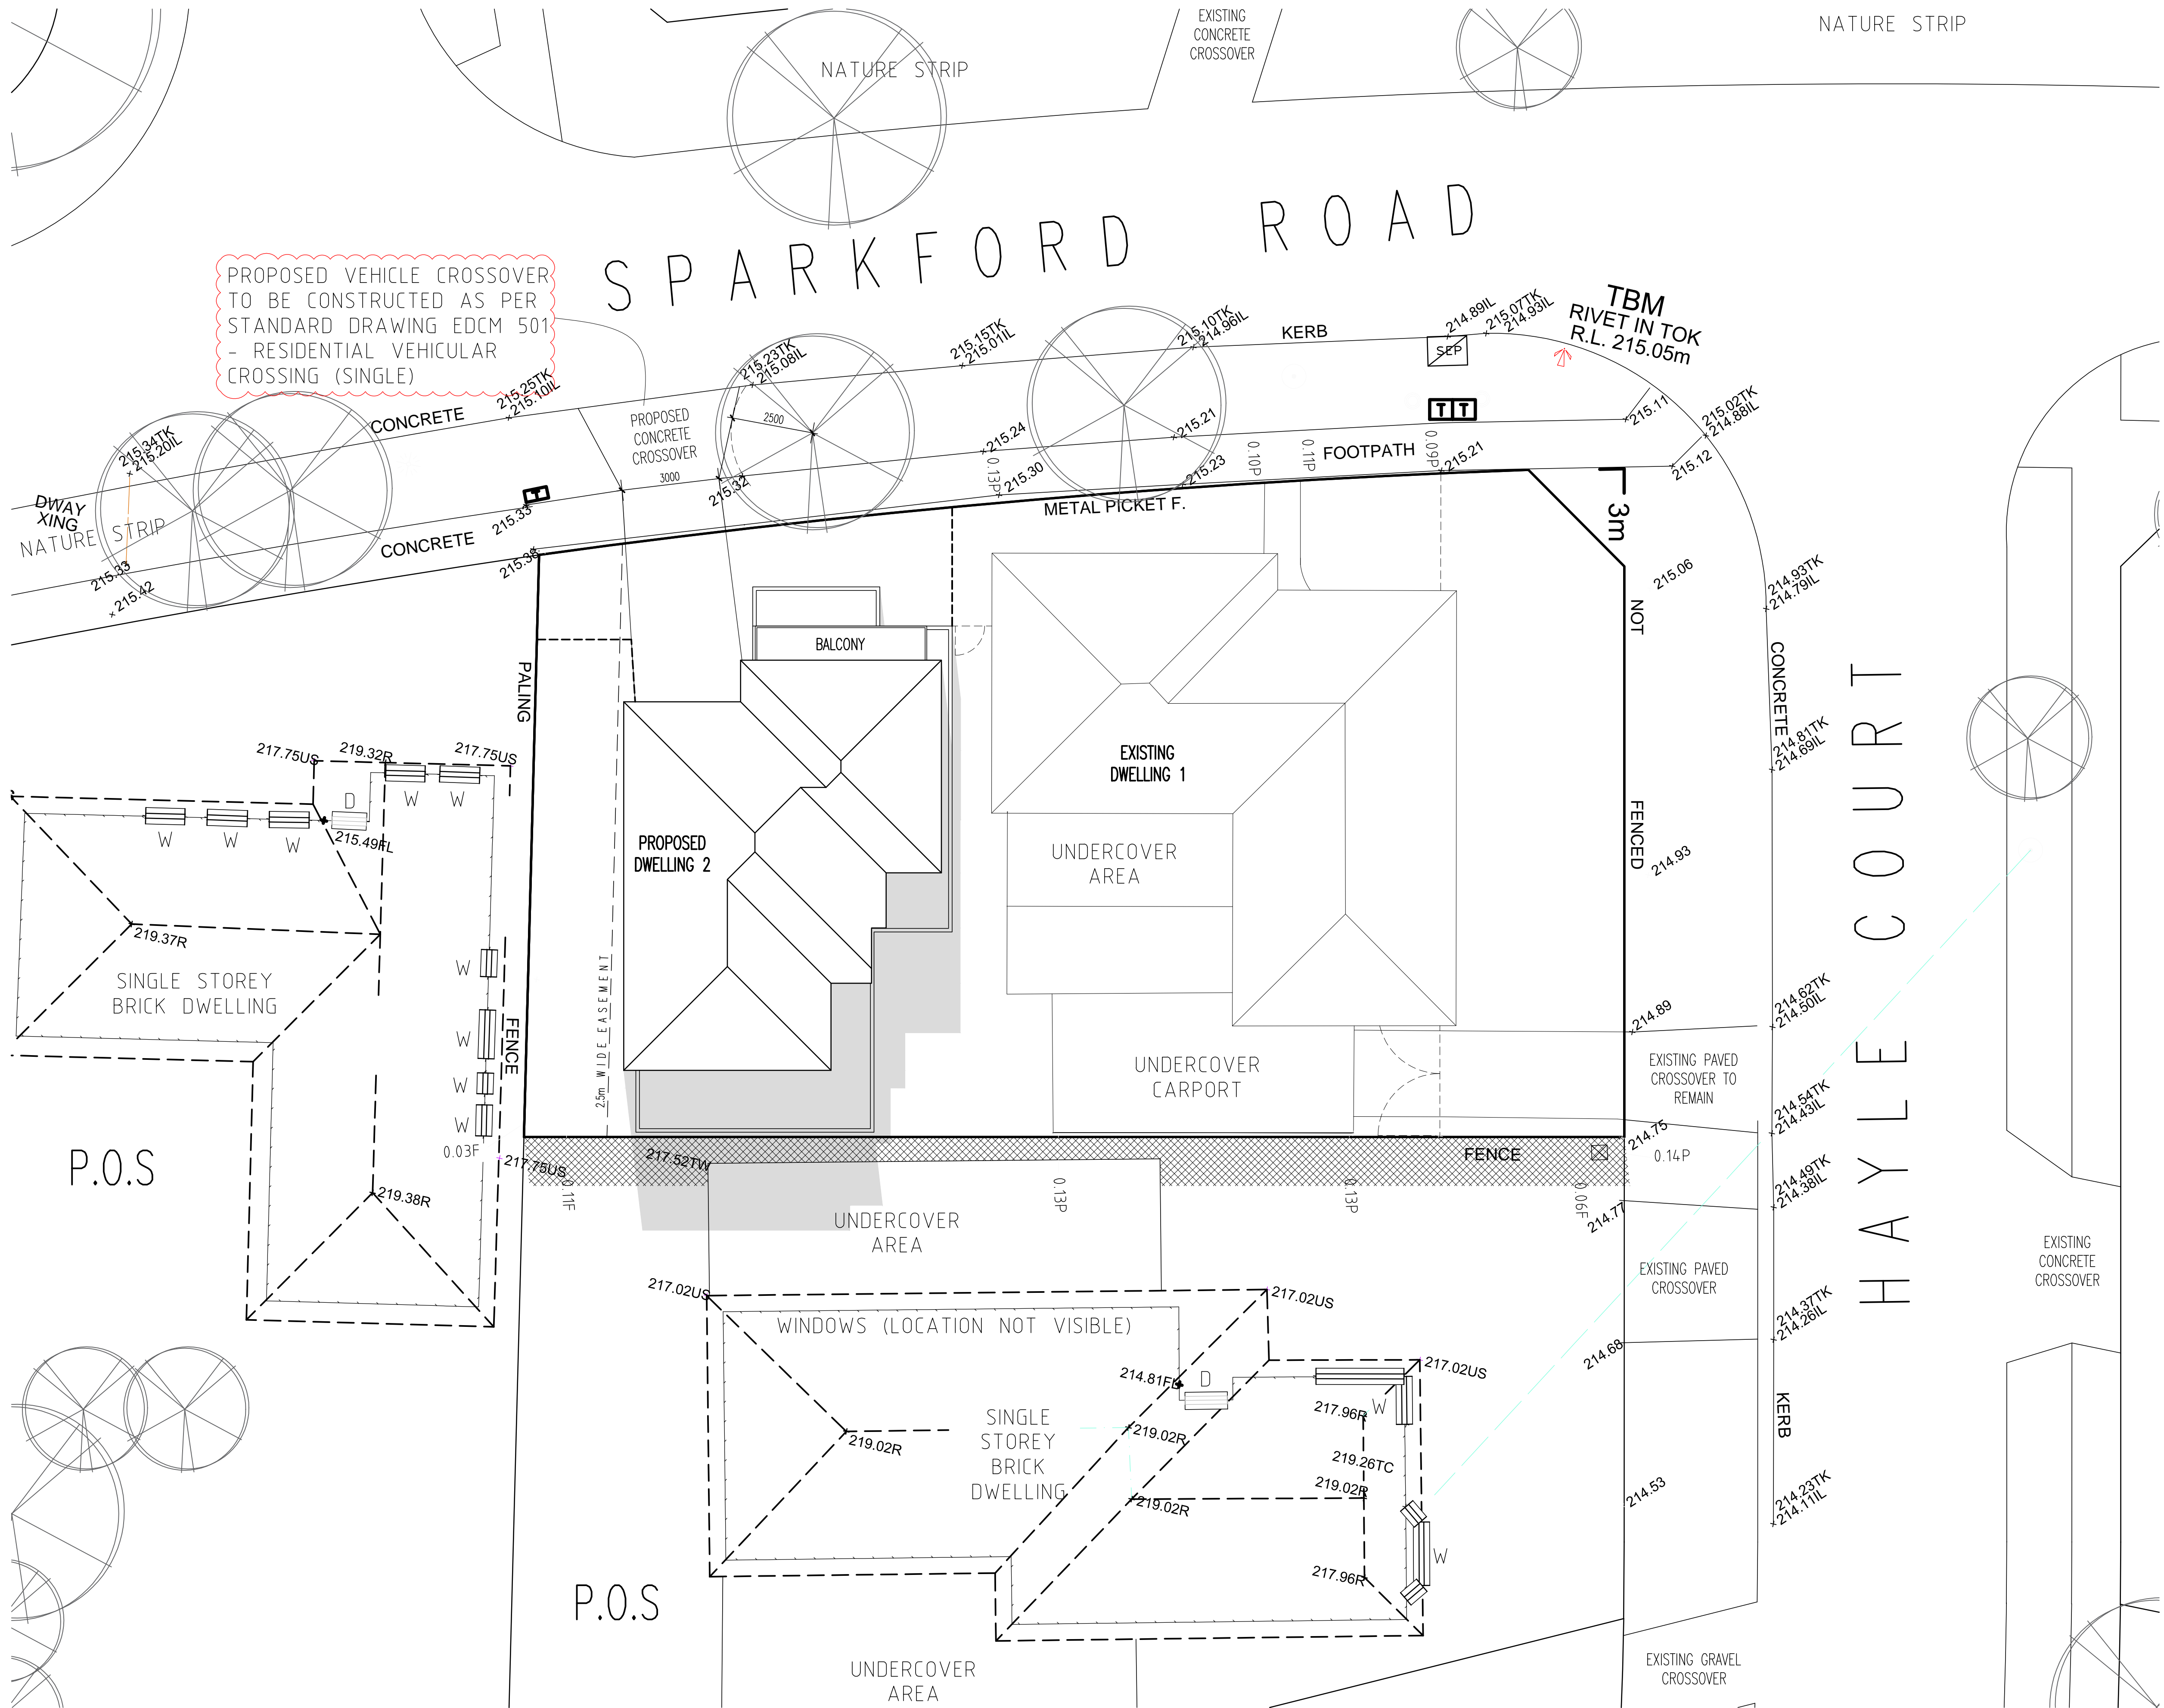 EXISTING
CONCRETE
CROSSOVER
NATURE STRIP
NATURE STRIP
SPARKFORD ROAD
PROPOSED VEHICLE CROSSOVER
TO BE CONSTRUCTED AS PER
STANDARD DRAWING EDCM 501
- RESIDENTIAL VEHICULAR
CROSSING (SINGLE)
TBM
RIVET IN TOK
R.L. 215.05m
214.89IL
215.07TK
214.93IL
KERB
SEP
215.10TK
214.96IL
215.15TK
215.01IL
215.23TK
215.08IL
215.25TK
215.10IL
CONCRETE
PROPOSED
CONCRETE
CROSSOVER
2500
3000
215.34TK
215.20IL
215.11
215.02TK
214.88IL
215.21
215.24
TT
FOOTPATH
0.10P
0.11P
0.09P
215.21
215.12
0.13P
215.30
215.23
215.32
T
215.33
DWAY
XING
NATURE STRIP
CONCRETE
METAL PICKET F.
3m
215.38
215.33
215.42
215.06
214.93TK
214.79IL
NOT
FENCED
CONCRETE
BALCONY
PALING
FENCE
217.75US
219.32R
217.75US
W
W
D
W
W
W
215.49FL
EXISTING
DWELLING 1
214.81TK
214.69IL
HAYLE COURT
PROPOSED
DWELLING 2
UNDERCOVER
AREA
214.93
219.37R
SINGLE STOREY
BRICK DWELLING
W
W
W
W
2.5m WIDE EASEMENT
214.62TK
214.50IL
214.89
UNDERCOVER
CARPORT
EXISTING PAVED
CROSSOVER TO
REMAIN
214.54TK
214.43IL
P.O.S
0.03F
217.75US
217.52TW
FENCE
214.75
0.14P
219.38R
0.11F
0.13P
0.13P
0.06F
214.49TK
214.38IL
214.77
UNDERCOVER
AREA
EXISTING PAVED
CROSSOVER
EXISTING
CONCRETE
CROSSOVER
217.02US
217.02US
WINDOWS (LOCATION NOT VISIBLE)
214.37TK
214.26IL
214.68
217.02US
214.81FL
D
217.96R
W
KERB
SINGLE
STOREY
BRICK
DWELLING
219.02R
219.02R
219.26TC
219.02R
219.02R
214.53
214.23TK
214.11IL
W
217.96R
P.O.S
UNDERCOVER
AREA
EXISTING GRAVEL
CROSSOVER